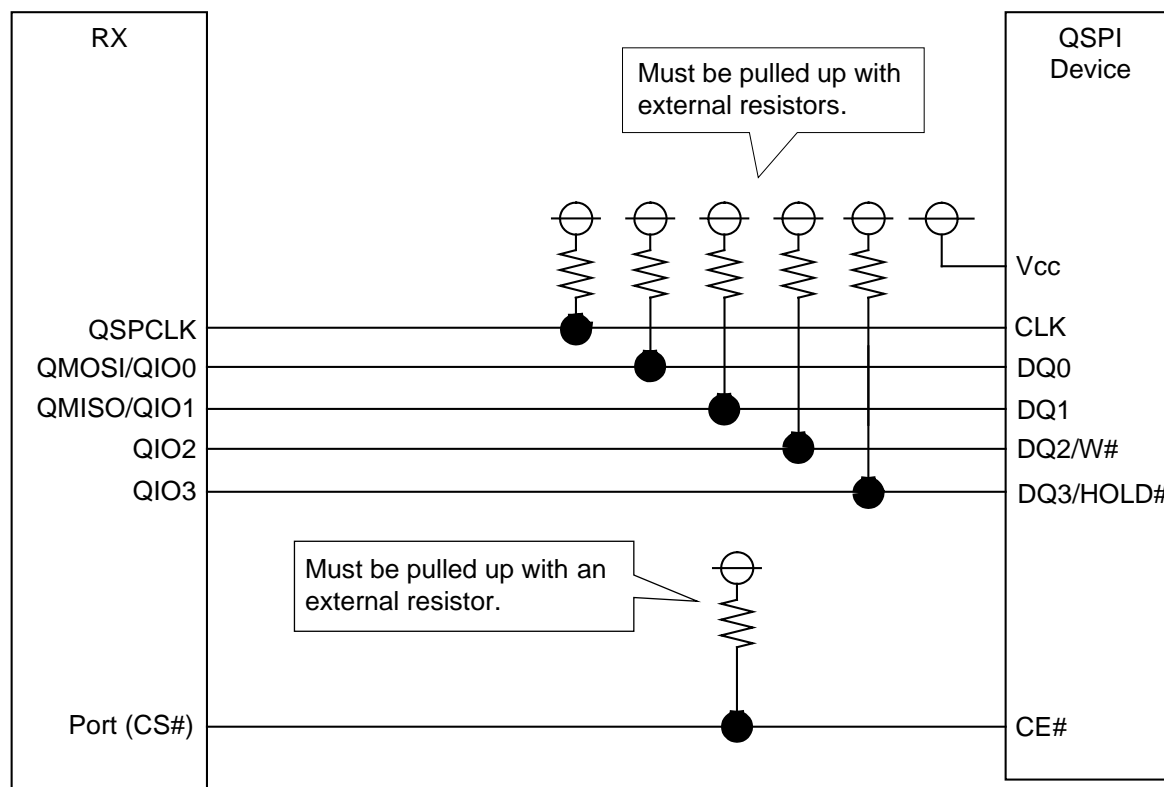 RX
QSPI
Device
Must be pulled up with
external resistors.
Vcc
QSPCLK
CLK
QMOSI/QIO0
DQ0
QMISO/QIO1
DQ1
QIO2
DQ2/W#
QIO3
DQ3/HOLD#
Must be pulled up with an
external resistor.
Port (CS#)
CE#